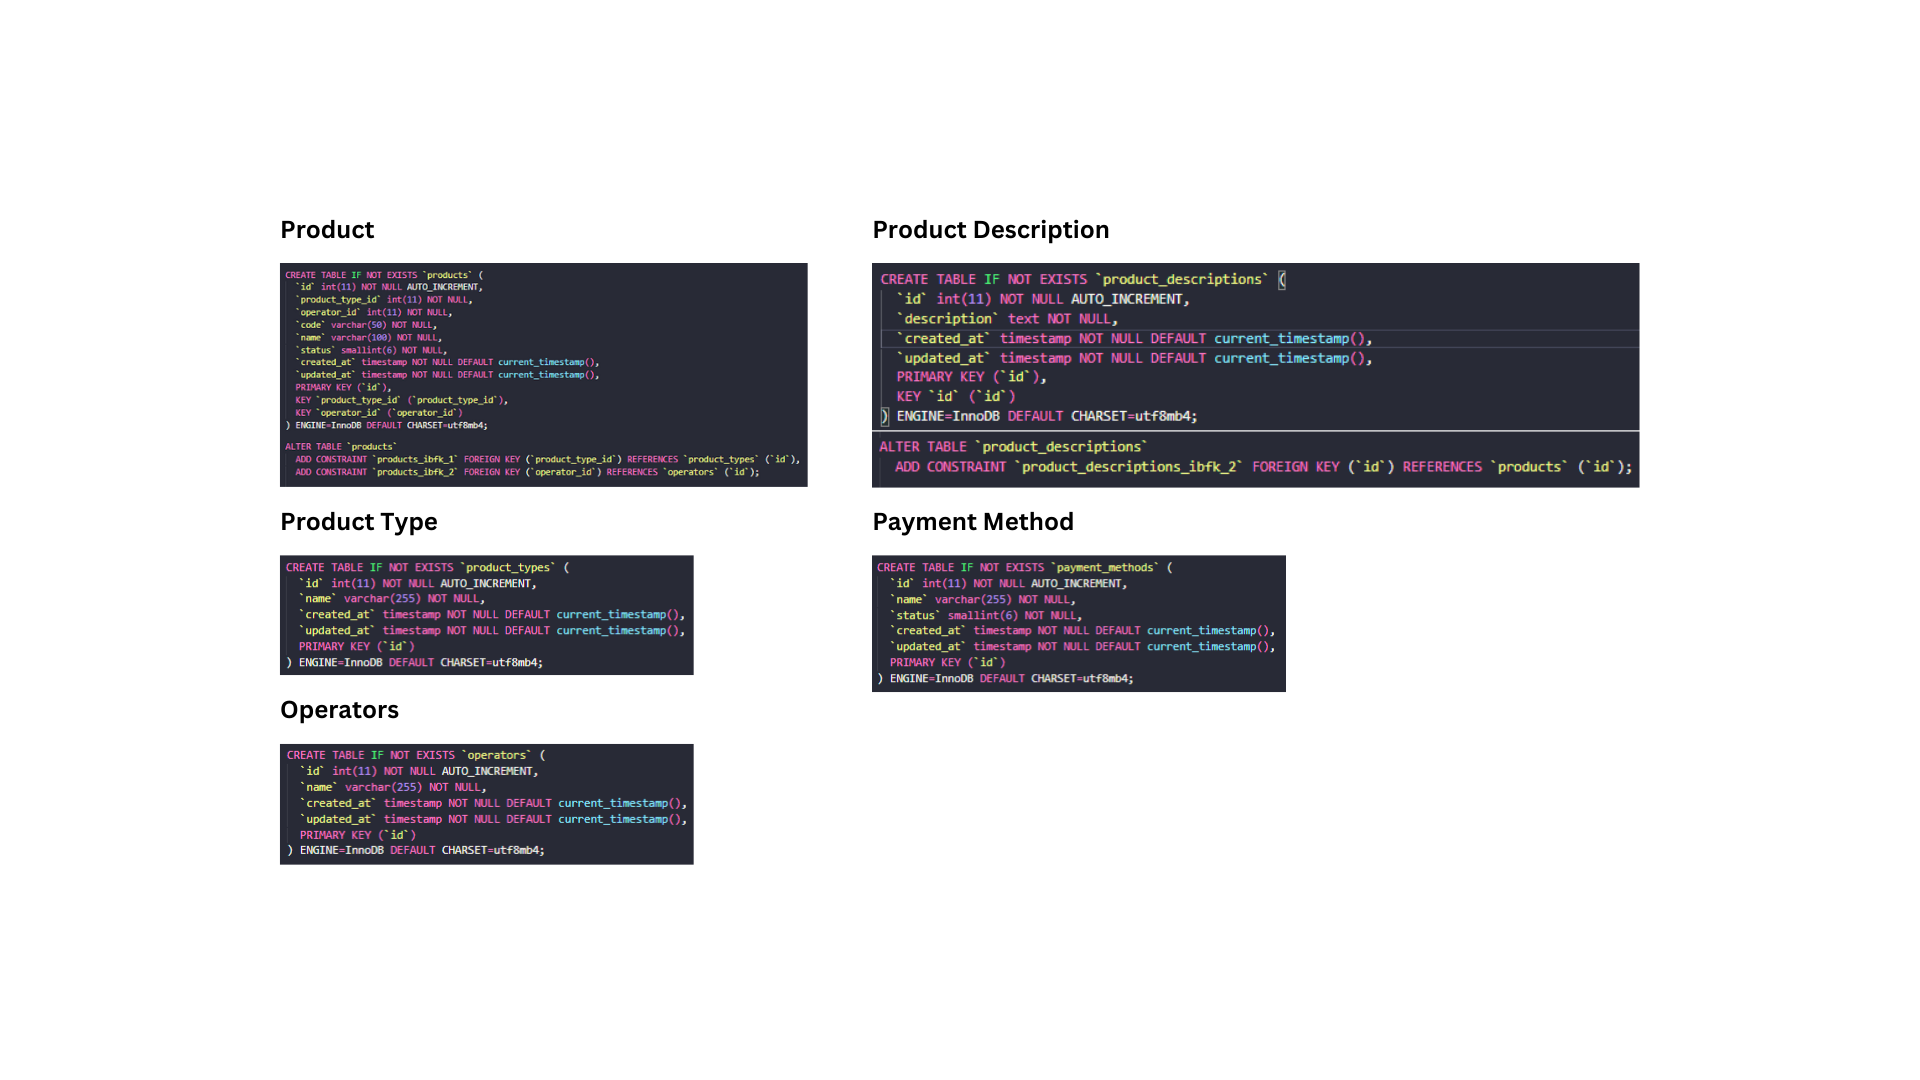 Product
CREATE TABLE IF NOT EXISTS `products` (
`id` int(11) NOT NULL AUTO_INCREMENT,
`product_type_id` int(11) NOT NULL,
`operator_id` int(11) NOT NULL,
`code` varchar(50) NOT NULL,
`name` varchar(100) NOT NULL,
`status` smallint(6) NOT NULL,
`created_at` timestamp NOT NULL DEFAULT current_timestamp(),
`updated_at` timestamp NOT NULL DEFAULT current_timestamp(),
PRIMARY KEY (`id`),
KEY `product_type_id` (`product_type_id`),
KEY `operator_id` (`operator_id`)
) ENGINE=InnoDB DEFAULT CHARSET=utf8mb4;
ALTER TABLE `products`
ADD CONSTRAINT `products_ibfk_1` FOREIGN KEY (`product_type_id`) REFERENCES `product_types` (`id`),
ADD CONSTRAINT `products_ibfk_2` FOREIGN KEY (`operator_id`) REFERENCES `operators` (`id`);
Product Type
CREATE TABLE IF NOT EXISTS `product_types` (
`id` int(11) NOT NULL AUTO_INCREMENT,
`name` varchar(255) NOT NULL,
`created_at` timestamp NOT NULL DEFAULT current_timestamp(),
`updated_at` timestamp NOT NULL DEFAULT current_timestamp(),
PRIMARY KEY (`id`)
) ENGINE=InnoDB DEFAULT CHARSET=utf8mb4;
Operators
CREATE TABLE IF NOT EXISTS `operators` (
`id` int(11) NOT NULL AUTO_INCREMENT,
`name` varchar(255) NOT NULL,
`created_at` timestamp NOT NULL DEFAULT current_timestamp(),
`updated_at` timestamp NOT NULL DEFAULT current_timestamp(),
PRIMARY KEY (`id`)
) ENGINE=InnoDB DEFAULT CHARSET=utf8mb4;
Product Description
CREATE TABLE IF NOT EXISTS `product_descriptions` (
`id` int(11) NOT NULL AUTO_INCREMENT,
`description` text NOT NULL,
`created_at` timestamp NOT NULL DEFAULT current_timestamp(),
`updated_at` timestamp NOT NULL DEFAULT current_timestamp(),
PRIMARY KEY (`id`),
KEY `id` (`id`)
) ENGINE=InnoDB DEFAULT CHARSET=utf8mb4;
ALTER TABLE `product_descriptions`
ADD CONSTRAINT `product_descriptions_ibfk_2` FOREIGN KEY (`id`) REFERENCES `products` (`id`);
Payment Method
CREATE TABLE IF NOT EXISTS `payment_methods` (
`id` int(11) NOT NULL AUTO_INCREMENT,
`name` varchar(255) NOT NULL,
`status` smallint(6) NOT NULL,
`created_at` timestamp NOT NULL DEFAULT current_timestamp(),
`updated_at` timestamp NOT NULL DEFAULT current_timestamp(),
PRIMARY KEY (`id`)
) ENGINE=InnoDB DEFAULT CHARSET=utf8mb4;